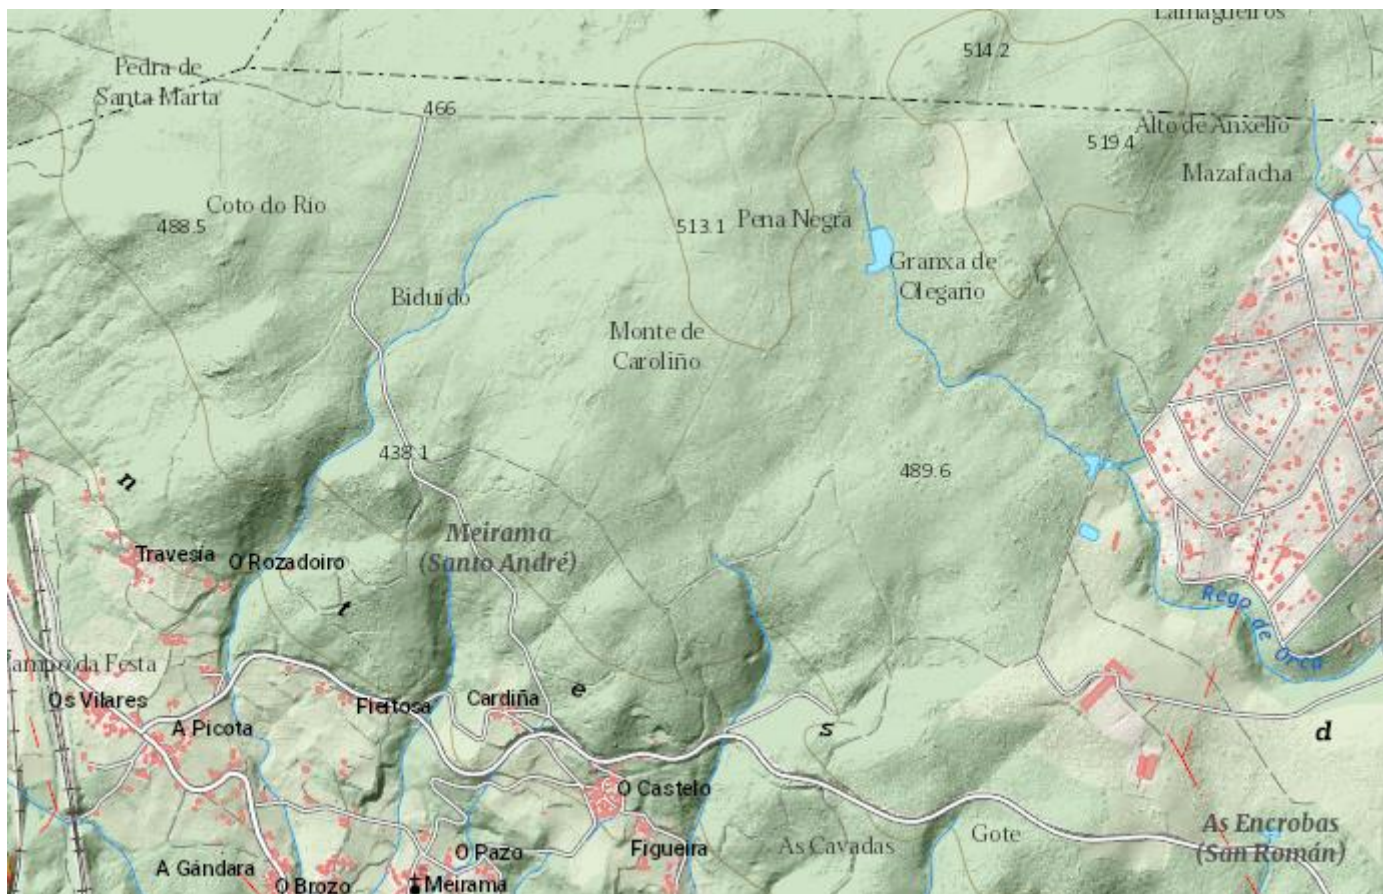 Lamagueiros
514.2
Pedra de
Santa Marta
466
Alto de Anxelio
519.4
Mazafacha
Coto do Rio
488.5
513.1
Pena Negra
Granxa de
Olegario
Biduído
Monte de
Caroliño
438.1
489.6
n
Meirama
(Santo André)
Travesía
O Rozadoiro
t
Rego de Orca
Campo da Festa
Os Vilares
A Picota
Fieitosa
Cardiña
e
s
d
O Castelo
As Encrobas
(San Román)
As Cavadas
Gote
O Pazo
Figueira
A Gándara
O Brozo
Meirama